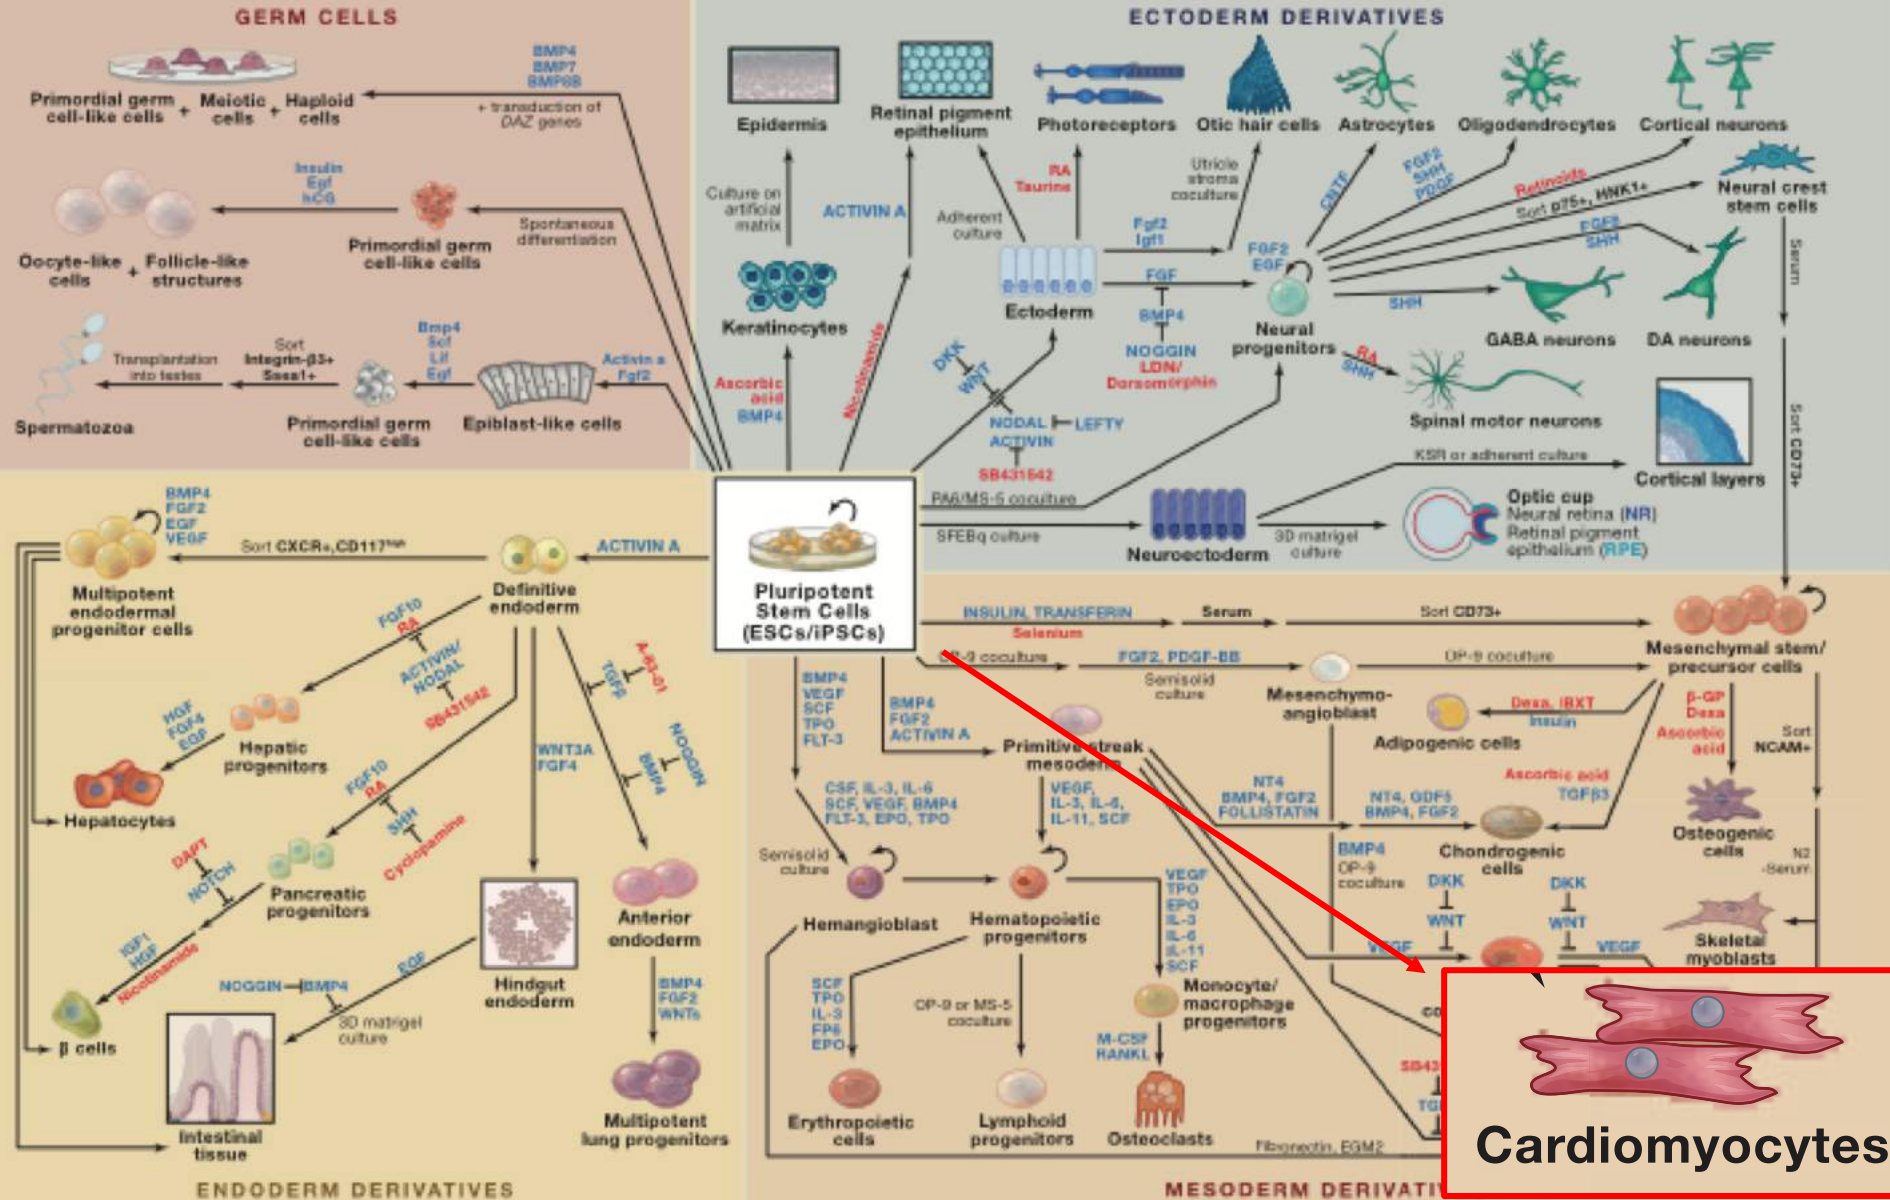 GERM CELLS
BMP4
BMP7
BMP8B
+ transduction of
DAZ genes
Primordial germ
cell-like cells
+
Meiotic
cells
+
Haploid
cells
Insulin
Egf
hCG
Spontaneous
differentiation
Primordial germ
cell-like cells
Oocyte-like
cells
+
Follicle-like
structures
Transplantation
into testes
Sort
Integrin-β3+
Ssea1+
Bmp4
Scf
Lif
Egf
Activin a
Fgf2
Spermatozoa
Primordial germ
cell-like cells
Epiblast-like cells
ECTODERM DERIVATIVES
Epidermis
Retinal pigment
epithelium
Photoreceptors
Otic hair cells
Astrocytes
Oligodendrocytes
Cortical neurons
Culture on
artificial
matrix
ACTIVIN A
Adherent
culture
RA
Taurine
Utricle
stroma
coculture
CNTF
FGF2
SHH
PDGF
Retinoids
Sort p75+, HNK1+
FGF8
SHH
Neural crest
stem cells
Serum
Keratinocytes
Ectoderm
Fgf2
Igf1
FGF
BMP4
NOGGIN
LDN/
Dorsomorphin
FGF2
EGF
Neural
progenitors
SHH
GABA neurons
DA neurons
RA
SHH
Spinal motor neurons
Ascorbic
acid
BMP4
Nicotinamide
DKK
WNT
NODAL
LEFTY
ACTIVIN
SB431542
PA6/MS-5 coculture
SFEBq culture
Neuroectoderm
KSR or adherent culture
Cortical layers
3D matrigel
culture
Optic cup
Neural retina (NR)
Retinal pigment
epithelium (RPE)
Sort CD73+
Pluripotent
Stem Cells
(ESCs/iPSCs)
BMP4
FGF2
EGF
VEGF
Multipotent
endodermal
progenitor cells
Sort CXCR+,CD117high
Definitive
endoderm
ACTIVIN A
FGF10
RA
ACTIVIN/
NODAL
SB431542
HGF
FGF4
EGF
Hepatic
progenitors
Hepatocytes
FGF10
RA
SHH
Cyclopamine
WNT3A
FGF4
TGFβ
A-83-01
BMP4
NOGGIN
DAPT
NOTCH
Pancreatic
progenitors
IGF1
HGF
Nicotinamide
β cells
Anterior
endoderm
Hindgut
endoderm
EGF
NOGGIN
BMP4
3D matrigel
culture
Intestinal
tissue
BMP4
FGF2
WNTs
Multipotent
lung progenitors
ENDODERM DERIVATIVES
INSULIN, TRANSFERIN
Selenium
Serum
Sort CD73+
Mesenchymal stem/
precursor cells
OP-9 coculture
FGF2, PDGF-BB
Semisolid
culture
Mesenchymo-
angioblast
OP-9 coculture
BMP4
VEGF
SCF
TPO
FLT-3
BMP4
FGF2
ACTIVIN A
Primitive streak
mesoderm
Dexa, IBXT
Insulin
Adipogenic cells
β-GP
Dexa
Ascorbic
acid
Sort
NCAM+
CSF, IL-3, IL-6
SCF, VEGF, BMP4
FLT-3, EPO, TPO
VEGF,
IL-3, IL-6,
IL-11, SCF
NT4
BMP4, FGF2
FOLLISTATIN
NT4, GDF5
BMP4, FGF2
Ascorbic acid
TGFβ3
Chondrogenic
cells
Osteogenic
cells
N2
-Serum
Semisolid
culture
Hemangioblast
Hematopoietic
progenitors
VEGF
TPO
EPO
IL-3
IL-6
IL-11
SCF
BMP4
OP-9
coculture
DKK
WNT
VEGF
DKK
WNT
VEGF
Skeletal
myoblasts
SCF
TPO
IL-3
FP6
EPO
OP-9 or MS-5
coculture
Monocyte/
macrophage
progenitors
M-CSF
RANKL
Erythropoietic
cells
Lymphoid
progenitors
Osteoclasts
Fibronectin, EGM2
co
SB43
TG
Cardiomyocytes
MESODERM DERIVATI